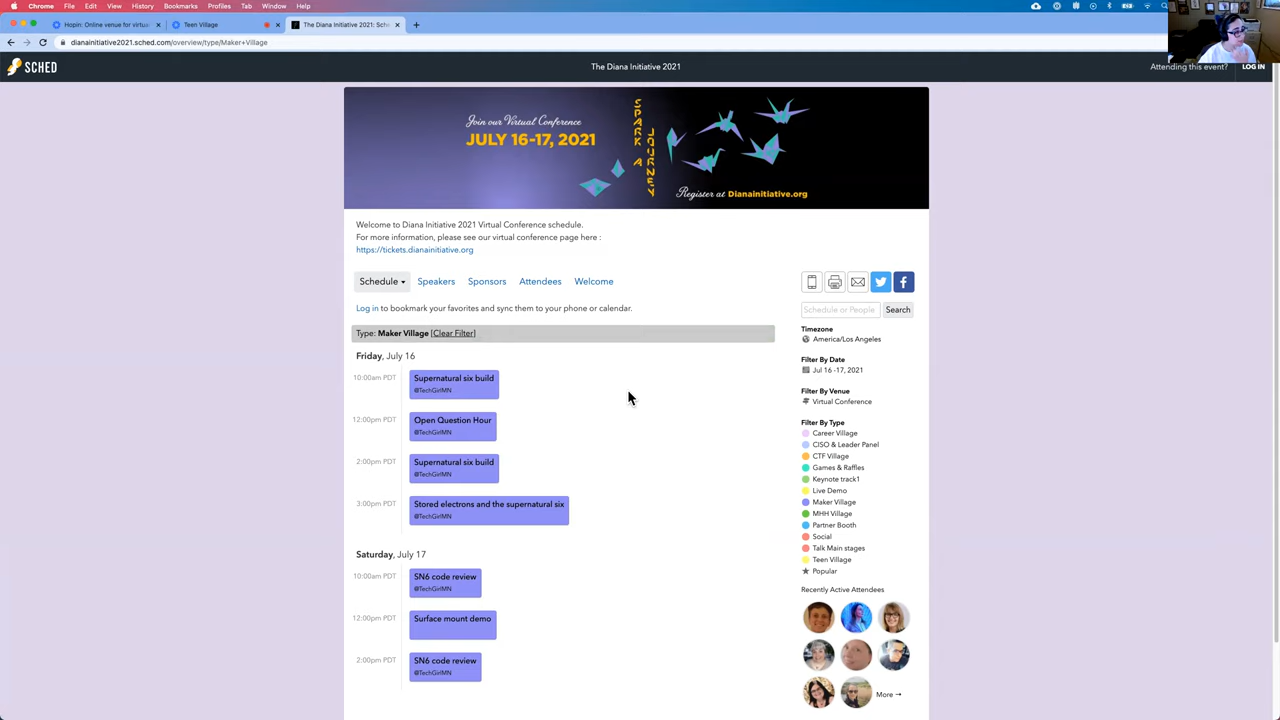 Chrome File Edit View History Bookmarks Profiles Tab Window Help
Hopin: Online venue for virtua
Teen Village
The Diana Initiative 2021: Sche
dianainitiative2021.sched.com/overview/type/Maker+Village
SCHED
The Diana Initiative 2021
Attending this event?
LOG IN
Join our Virtual Conference
JULY 16-17, 2021
SPARK A
JOURNEY
Register at Dianainitiative.org
Welcome to Diana Initiative 2021 Virtual Conference schedule.
For more information, please see our virtual conference page here :
https://tickets.dianainitiative.org
Schedule Speakers Sponsors Attendees Welcome
Log in to bookmark your favorites and sync them to your phone or calendar.
Type: Maker Village [Clear Filter]
Friday, July 16
10:00am PDT
Supernatural six build
@TechGirlMN
12:00pm PDT
Open Question Hour
@TechGirlMN
2:00pm PDT
Supernatural six build
@TechGirlMN
3:00pm PDT
Stored electrons and the supernatural six
@TechGirlMN
Saturday, July 17
10:00am PDT
SN6 code review
@TechGirlMN
12:00pm PDT
Surface mount demo
2:00pm PDT
SN6 code review
@TechGirlMN
Schedule or People
Search
Timezone
America/Los Angeles
Filter By Date
Jul 16 -17, 2021
Filter By Venue
Virtual Conference
Filter By Type
Career Village
CISO & Leader Panel
CTF Village
Games & Raffles
Keynote track1
Live Demo
Maker Village
MHH Village
Partner Booth
Social
Talk Main stages
Teen Village
Popular
Recently Active Attendees
More →